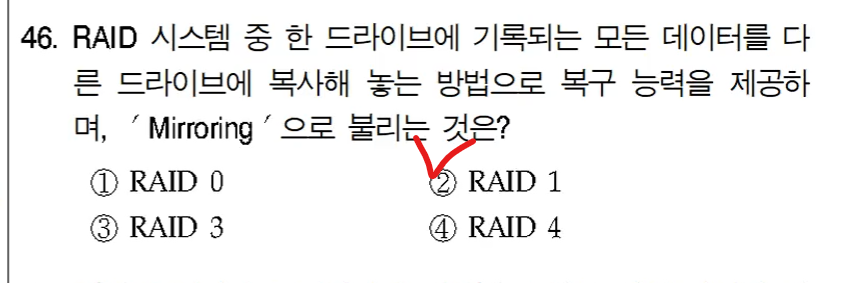 46. RAID 시스템 중 한 드라이브에 기록되는 모든 데이터를 다
른 드라이브에 복사해 놓는 방법으로 복구 능력을 제공하
며, ′Mirroring′으로 불리는 것은?
① RAID 0 ② RAID 1
③ RAID 3 ④ RAID 4